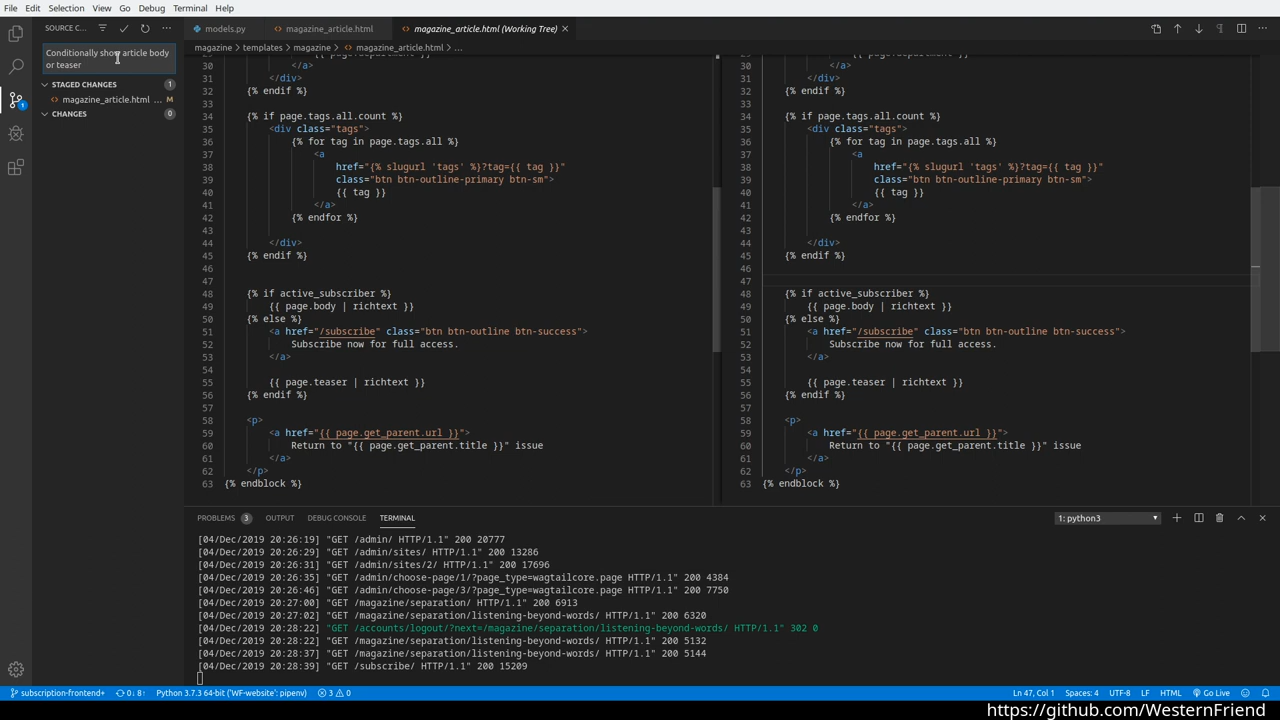 File Edit Selection View Go Debug Terminal Help
SOURCE C...
models.py magazine_article.html magazine_article.html (Working Tree)
magazine › templates › magazine › magazine_article.html › ...
Conditionally show article body
or teaser
STAGED CHANGES 1
magazine_article.html ... M
CHANGES 0
30 </a>
31 </div>
32 {% endif %}
33
34 {% if page.tags.all.count %}
35 <div class="tags">
36 {% for tag in page.tags.all %}
37 <a
38 href="{% slugurl 'tags' %}?tag={{ tag }}"
39 class="btn btn-outline-primary btn-sm">
40 {{ tag }}
41 </a>
42 {% endfor %}
43
44 </div>
45 {% endif %}
46
47
48 {% if active_subscriber %}
49 {{ page.body | richtext }}
50 {% else %}
51 <a href="/subscribe" class="btn btn-outline btn-success">
52 Subscribe now for full access.
53 </a>
54
55 {{ page.teaser | richtext }}
56 {% endif %}
57
58 <p>
59 <a href="{{ page.get_parent.url }}">
60 Return to "{{ page.get_parent.title }}" issue
61 </a>
62 </p>
63 {% endblock %}
30 </a>
31 </div>
32 {% endif %}
33
34 {% if page.tags.all.count %}
35 <div class="tags">
36 {% for tag in page.tags.all %}
37 <a
38 href="{% slugurl 'tags' %}?tag={{ tag }}"
39 class="btn btn-outline-primary btn-sm">
40 {{ tag }}
41 </a>
42 {% endfor %}
43
44 </div>
45 {% endif %}
46
47
48 {% if active_subscriber %}
49 {{ page.body | richtext }}
50 {% else %}
51 <a href="/subscribe" class="btn btn-outline btn-success">
52 Subscribe now for full access.
53 </a>
54
55 {{ page.teaser | richtext }}
56 {% endif %}
57
58 <p>
59 <a href="{{ page.get_parent.url }}">
60 Return to "{{ page.get_parent.title }}" issue
61 </a>
62 </p>
63 {% endblock %}
PROBLEMS 3 OUTPUT DEBUG CONSOLE TERMINAL 1: python3
[04/Dec/2019 20:26:19] "GET /admin/ HTTP/1.1" 200 20777
[04/Dec/2019 20:26:29] "GET /admin/sites/ HTTP/1.1" 200 13286
[04/Dec/2019 20:26:31] "GET /admin/sites/2/ HTTP/1.1" 200 17696
[04/Dec/2019 20:26:35] "GET /admin/choose-page/1/?page_type=wagtailcore.page HTTP/1.1" 200 4384
[04/Dec/2019 20:26:46] "GET /admin/choose-page/3/?page_type=wagtailcore.page HTTP/1.1" 200 7750
[04/Dec/2019 20:27:00] "GET /magazine/separation/ HTTP/1.1" 200 6913
[04/Dec/2019 20:27:02] "GET /magazine/separation/listening-beyond-words/ HTTP/1.1" 200 6320
[04/Dec/2019 20:28:22] "GET /accounts/logout/?next=/magazine/separation/listening-beyond-words/ HTTP/1.1" 302 0
[04/Dec/2019 20:28:22] "GET /magazine/separation/listening-beyond-words/ HTTP/1.1" 200 5132
[04/Dec/2019 20:28:37] "GET /magazine/separation/listening-beyond-words/ HTTP/1.1" 200 5144
[04/Dec/2019 20:28:39] "GET /subscribe/ HTTP/1.1" 200 15209
subscription-frontend+ 0↓ 8↑ Python 3.7.3 64-bit ('WF-website': pipenv) 3 0 Ln 47, Col 1 Spaces: 4 UTF-8 LF HTML Go Live
https://github.com/WesternFriend